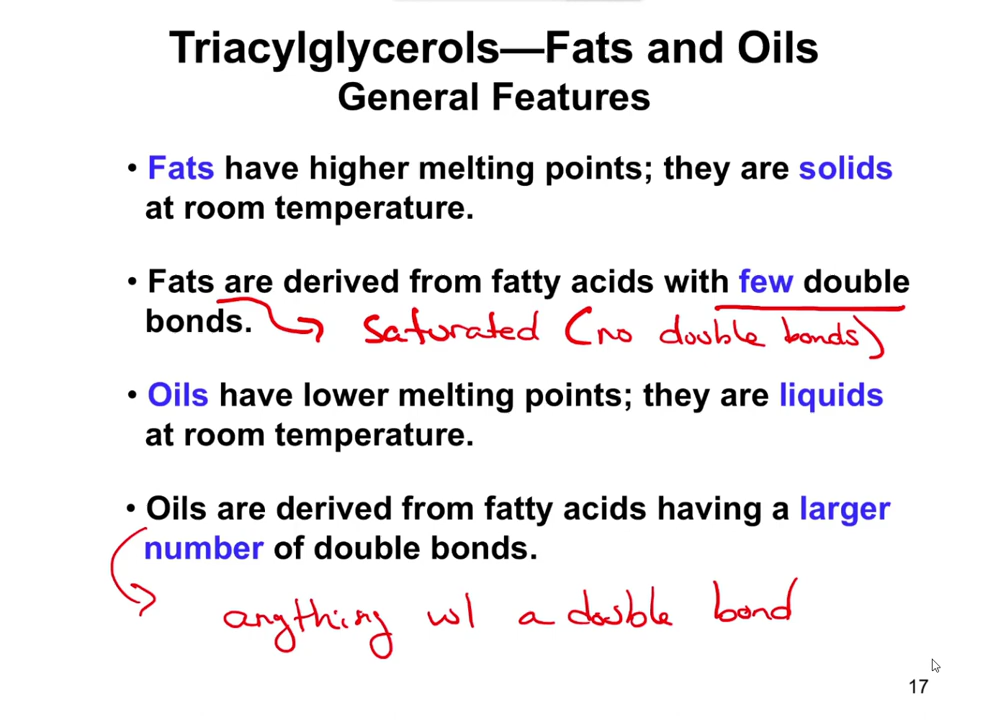 Triacylglycerols—Fats and Oils
General Features
• Fats have higher melting points; they are solids
at room temperature.
• Fats are derived from fatty acids with few double
bonds.
saturated (no double bonds)
• Oils have lower melting points; they are liquids
at room temperature.
• Oils are derived from fatty acids having a larger
number of double bonds.
anything w/ a double bond
17